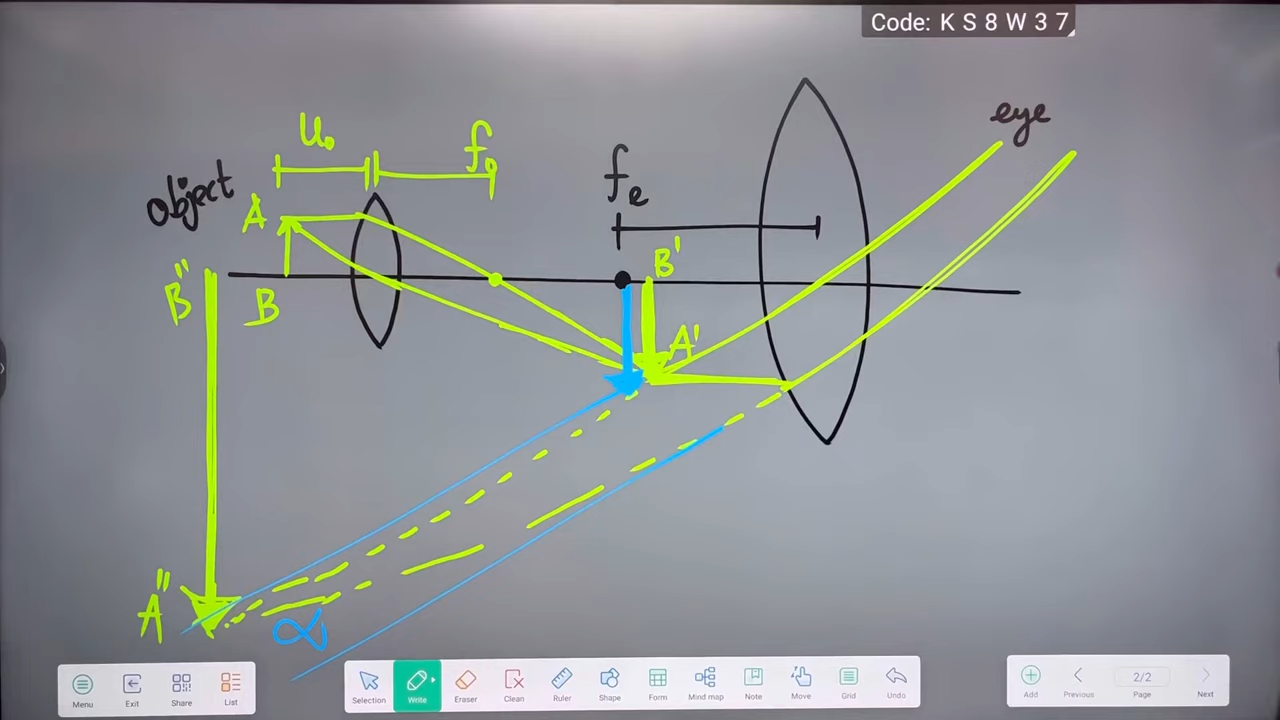 Code: K S 8 W 3 7
eye
u₀
f₀
object
A
fe
B'
B"
B
A'
A"
α
Menu
Exit
Share
List
Selection
Write
Eraser
Clean
Ruler
Shape
Form
Mind map
Note
Move
Grid
Undo
Add
Previous
2/2
Page
Next